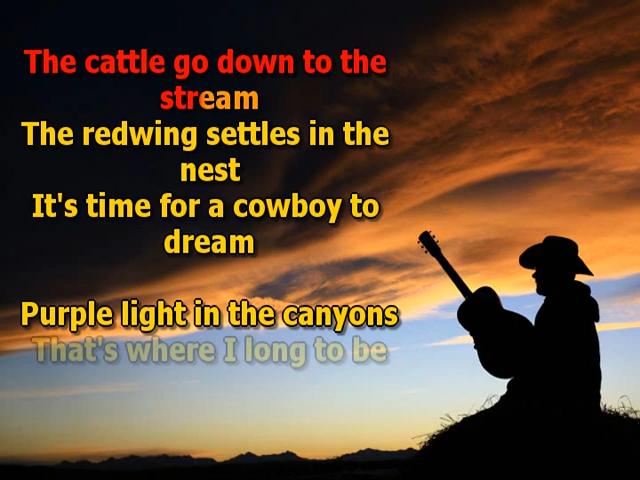 The cattle go down to the
stream
The redwing settles in the
nest
It's time for a cowboy to
dream
Purple light in the canyons
That's where I long to be